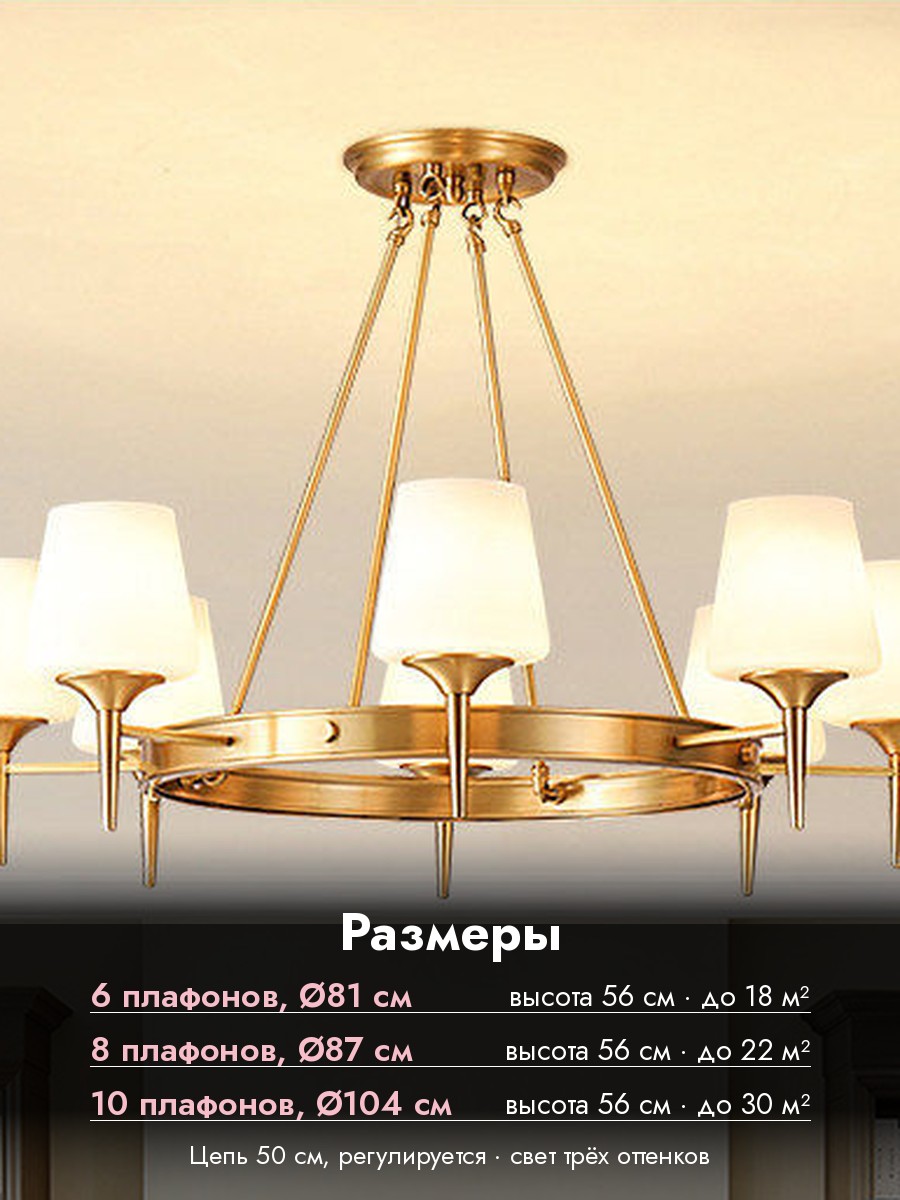 Размеры
6 плафонов, Ø81 см высота 56 см · до 18 м²
8 плафонов, Ø87 см высота 56 см · до 22 м²
10 плафонов, Ø104 см высота 56 см · до 30 м²
Цепь 50 см, регулируется · свет трёх оттенков